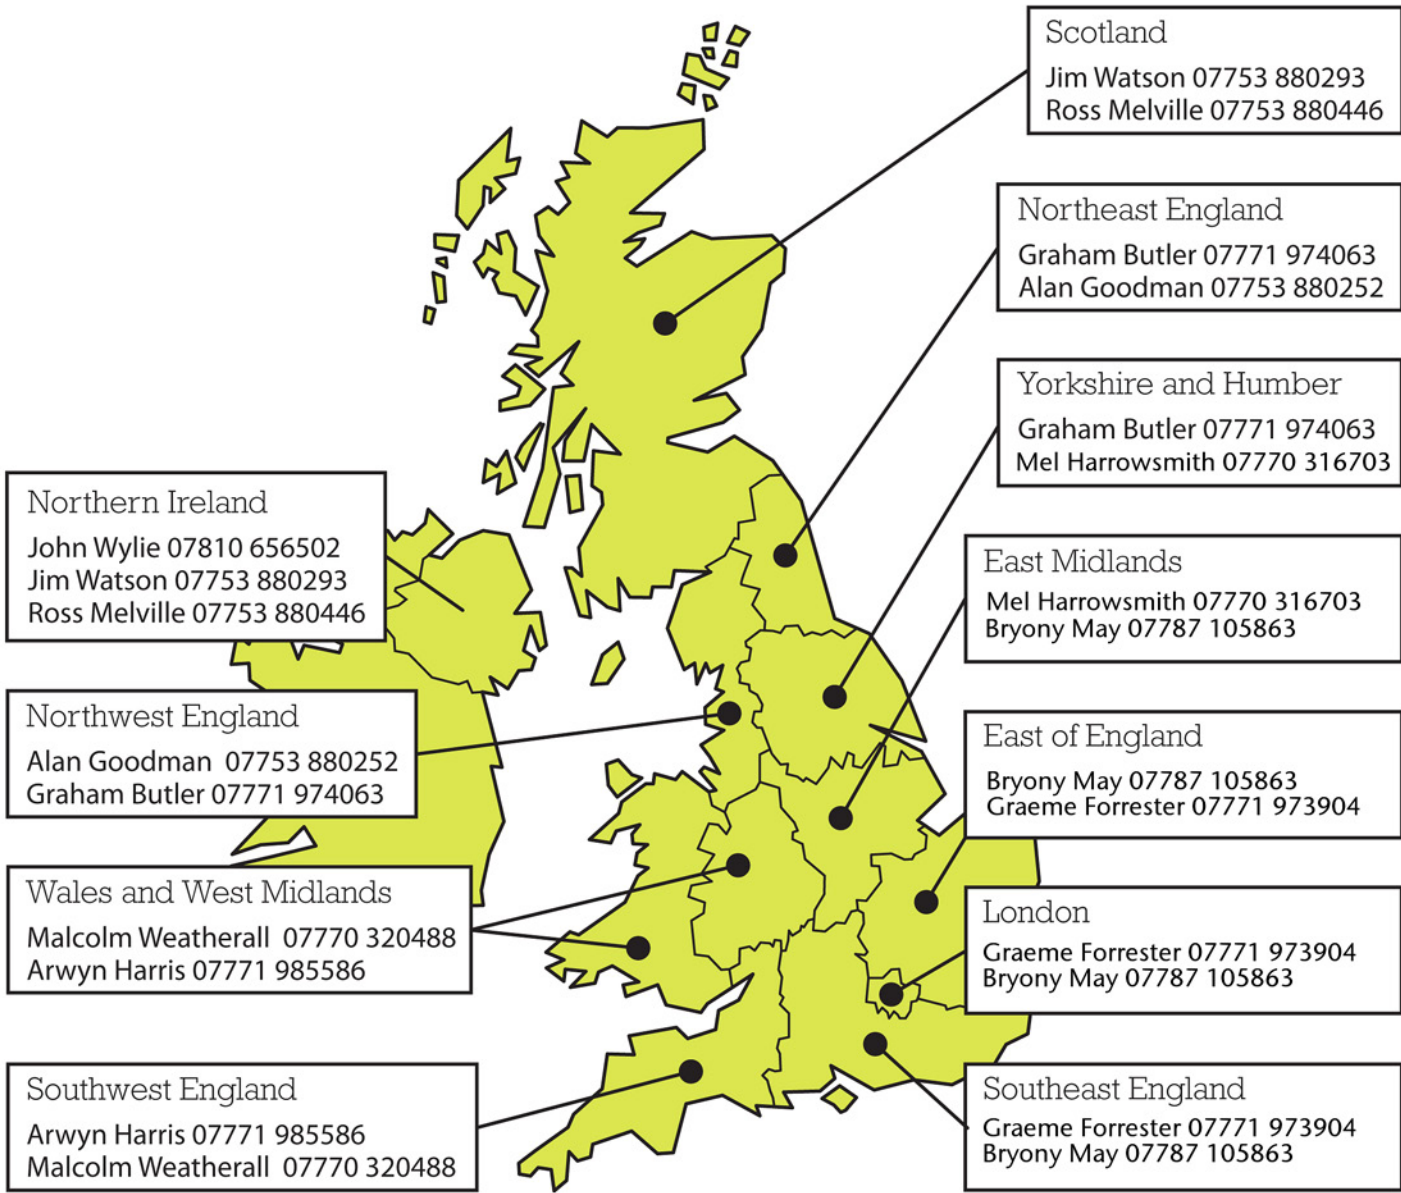 Scotland
Jim Watson 07753 880293
Ross Melville 07753 880446
Northeast England
Graham Butler 07771 974063
Alan Goodman 07753 880252
Yorkshire and Humber
Graham Butler 07771 974063
Mel Harrowsmith 07770 316703
Northern Ireland
John Wylie 07810 656502
Jim Watson 07753 880293
Ross Melville 07753 880446
East Midlands
Mel Harrowsmith 07770 316703
Bryony May 07787 105863
Northwest England
Alan Goodman 07753 880252
Graham Butler 07771 974063
East of England
Bryony May 07787 105863
Graeme Forrester 07771 973904
Wales and West Midlands
Malcolm Weatherall 07770 320488
Arwyn Harris 07771 985586
London
Graeme Forrester 07771 973904
Bryony May 07787 105863
Southwest England
Arwyn Harris 07771 985586
Malcolm Weatherall 07770 320488
Southeast England
Graeme Forrester 07771 973904
Bryony May 07787 105863